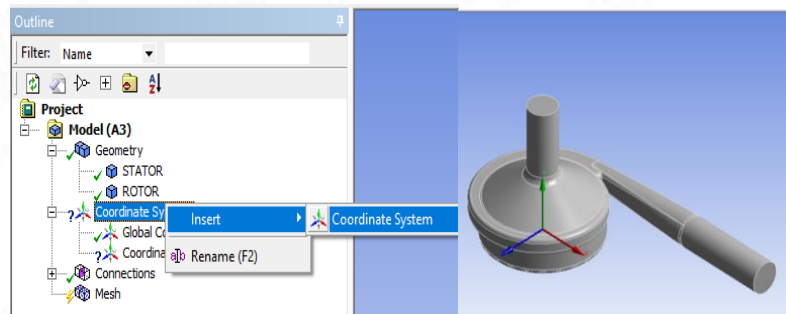 Outline
Filter: Name
Project
Model (A3)
Geometry
STATOR
ROTOR
Coordinate Sy
Insert
Coordinate System
Global Co
Coordina
Rename (F2)
Connections
Mesh